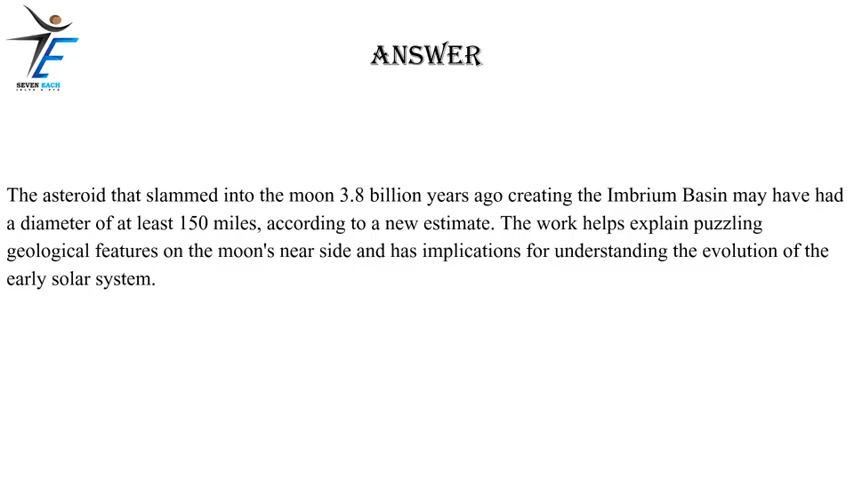 SEVEN EACH
IELTS & PTE
ANSWER
The asteroid that slammed into the moon 3.8 billion years ago creating the Imbrium Basin may have had
a diameter of at least 150 miles, according to a new estimate. The work helps explain puzzling
geological features on the moon's near side and has implications for understanding the evolution of the
early solar system.